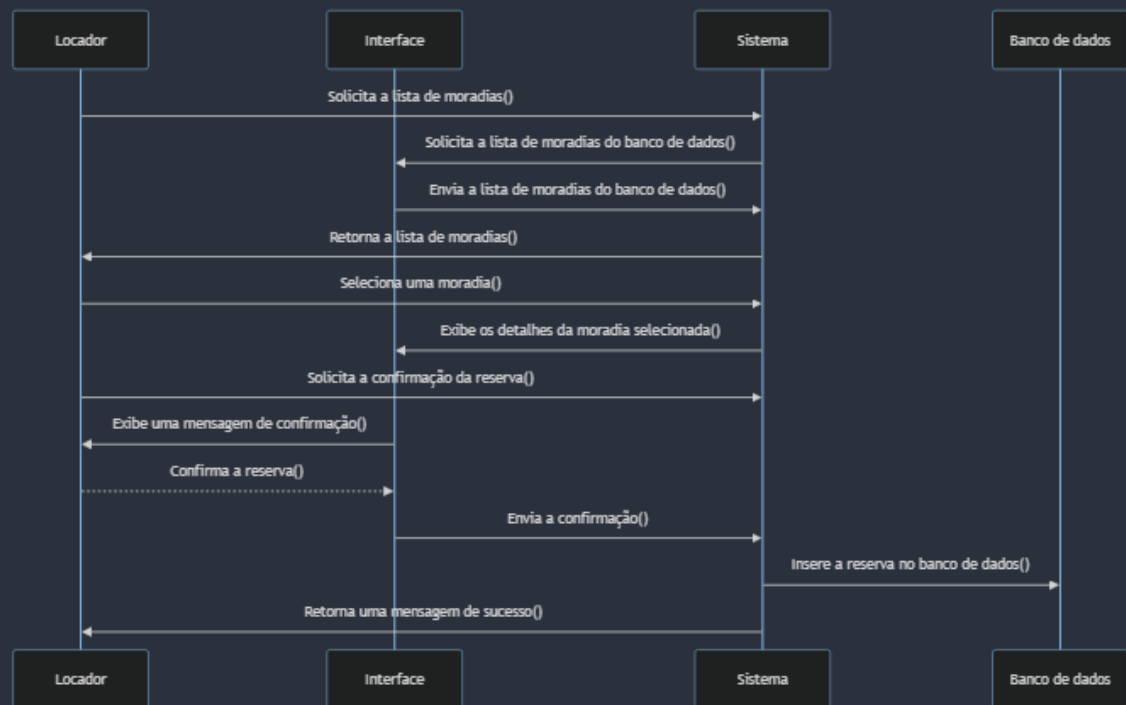 Locador
Interface
Sistema
Banco de dados
Solicita a lista de moradias()
Solicita a lista de moradias do banco de dados()
Envia a lista de moradias do banco de dados()
Retorna a lista de moradias()
Seleciona uma moradia()
Exibe os detalhes da moradia selecionada()
Solicita a confirmação da reserva()
Exibe uma mensagem de confirmação()
Confirma a reserva()
Envia a confirmação()
Insere a reserva no banco de dados()
Retorna uma mensagem de sucesso()
Locador
Interface
Sistema
Banco de dados